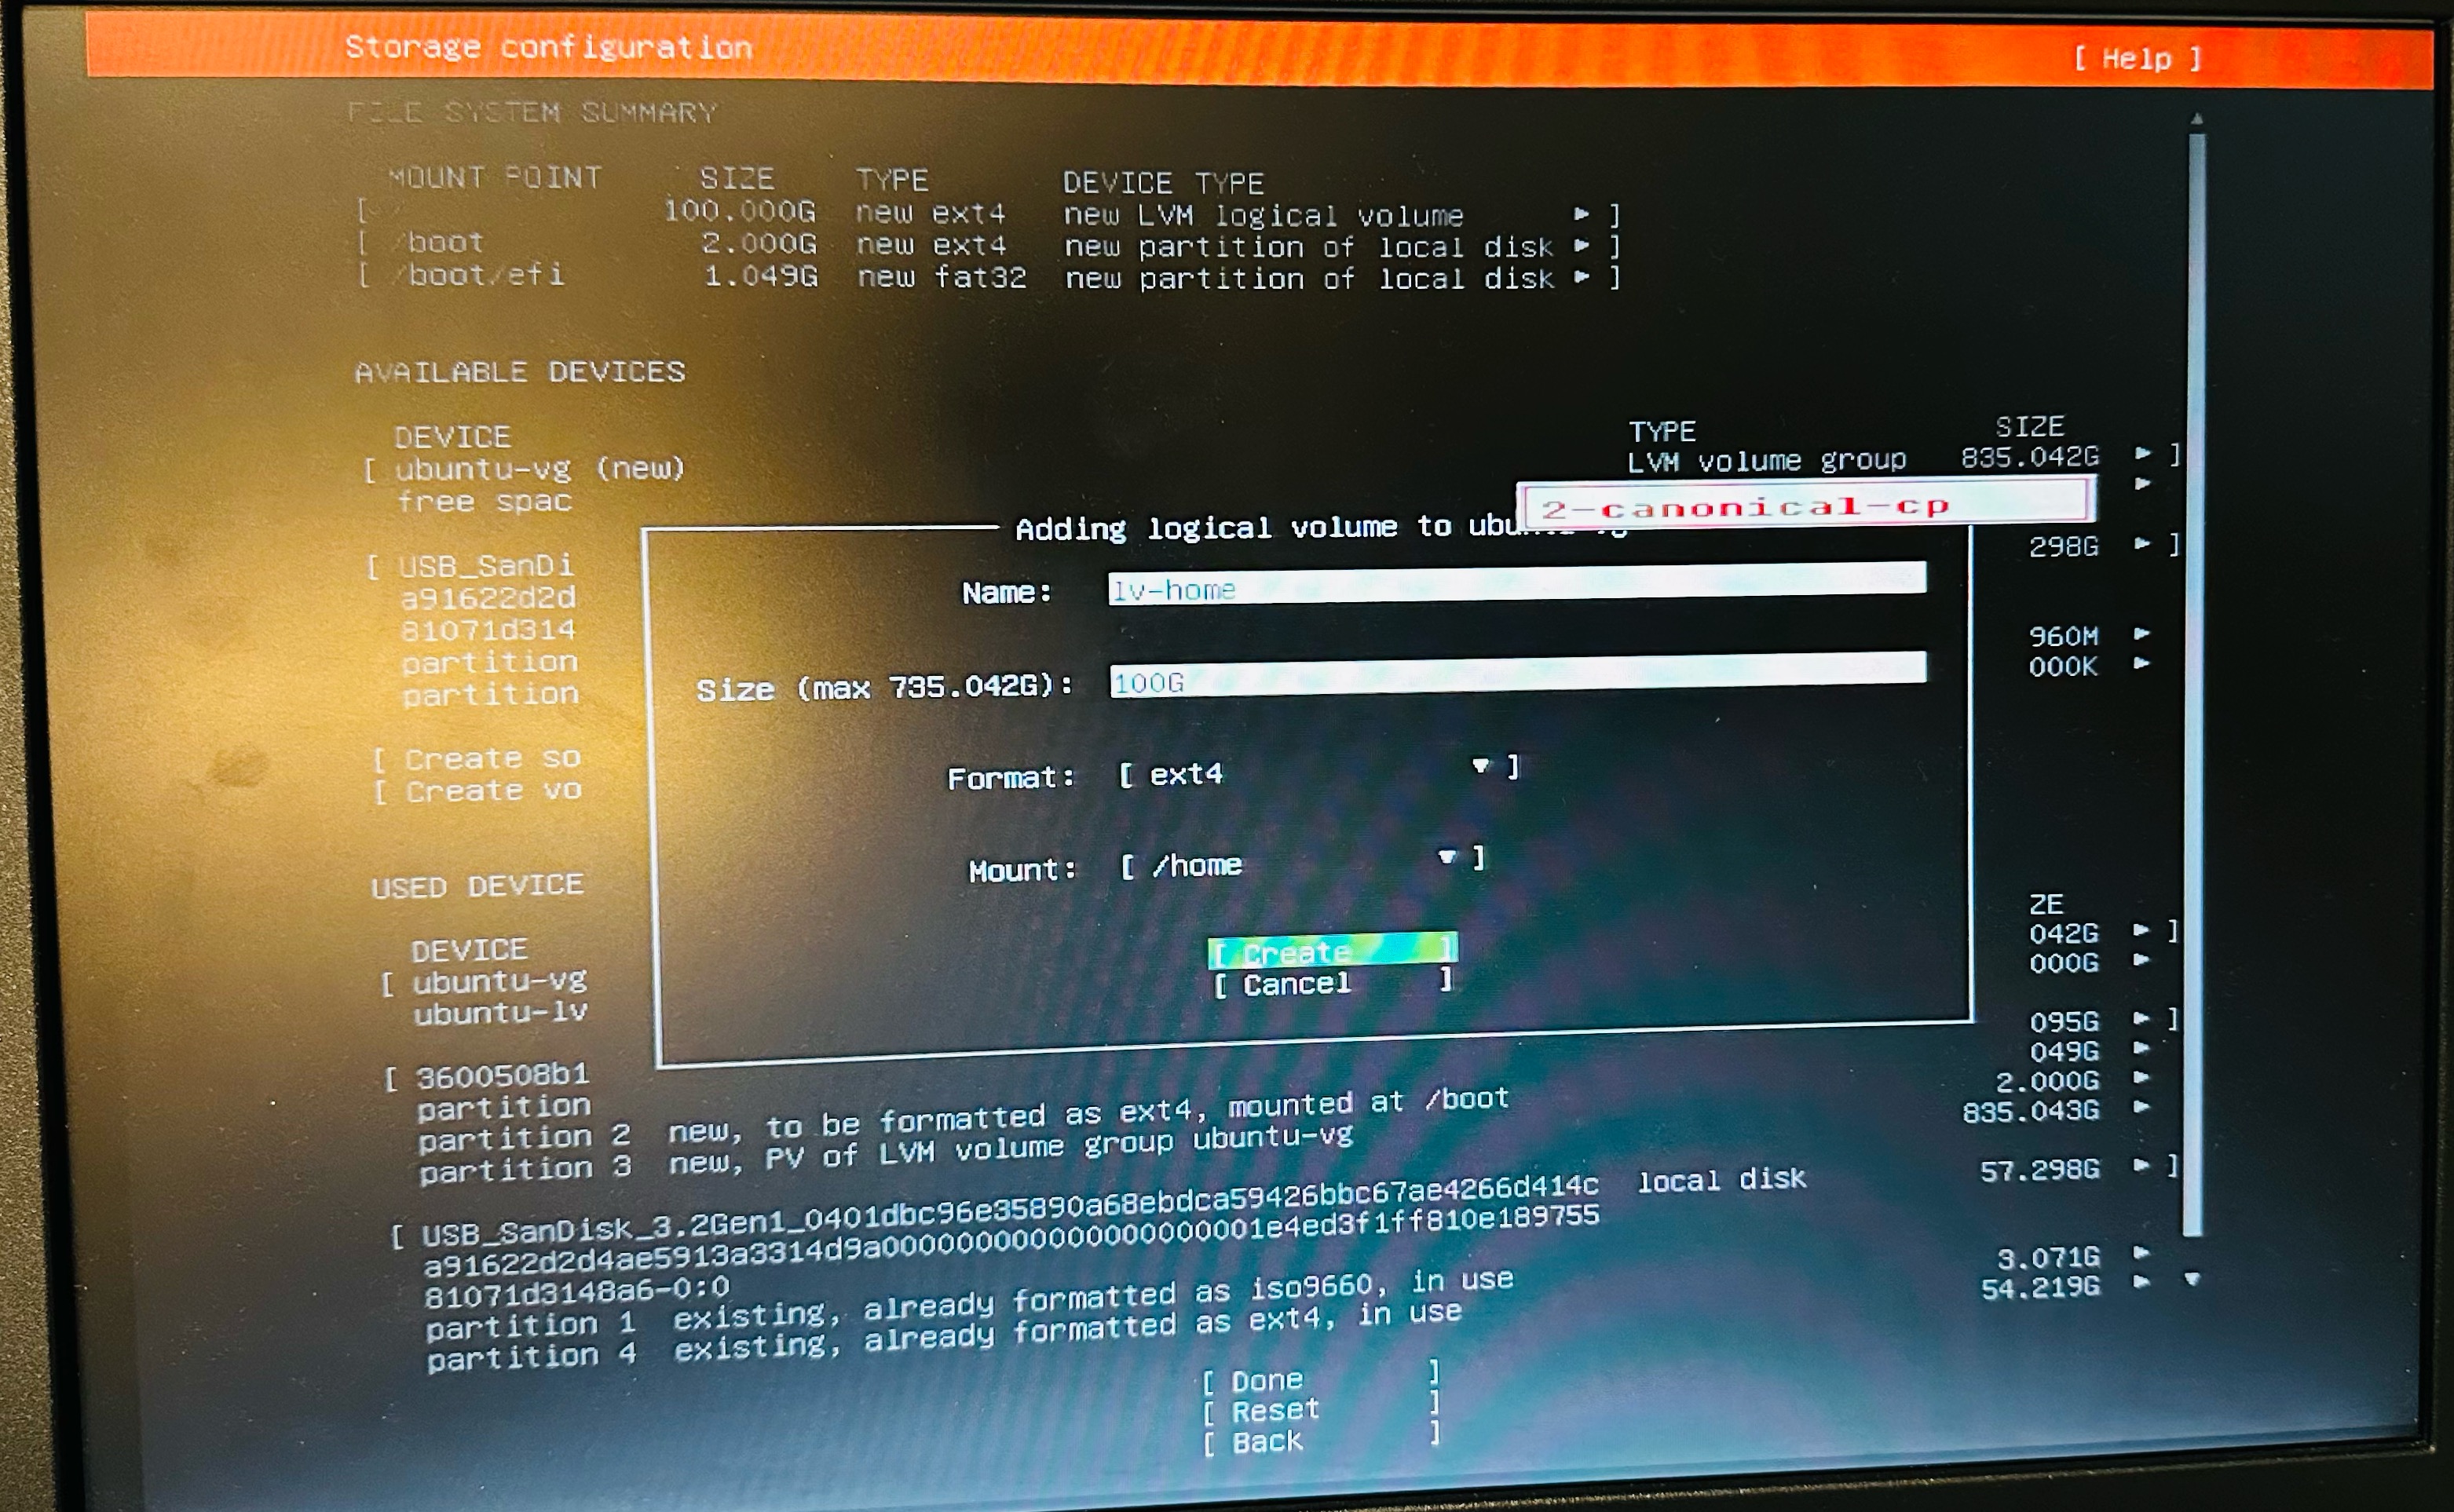 Storage configuration [ Help ]
FILE SYSTEM SUMMARY
MOUNT POINT SIZE TYPE DEVICE TYPE
[ / 100.000G new ext4 new LVM logical volume ► ]
[ /boot 2.000G new ext4 new partition of local disk ► ]
[ /boot/efi 1.049G new fat32 new partition of local disk ► ]
AVAILABLE DEVICES
DEVICE TYPE SIZE
[ ubuntu-vg (new) LVM volume group 835.042G ► ]
free spac ►
2-canonical-cp
Adding logical volume to
[ USB_SanDi 298G ► ]
a91622d2d
81071d314
partition 960M ►
partition 000K ►
Name: lv-home
Size (max 735.042G): 100G
Format: [ ext4 ▼ ]
Mount: [ /home ▼ ]
[ Create ]
[ Cancel ]
[ Create so
[ Create vo
USED DEVICE
DEVICE ZE
[ ubuntu-vg 042G ► ]
ubuntu-lv 000G ►
[ 3600508b1 095G ► ]
partition 049G ►
partition 2 new, to be formatted as ext4, mounted at /boot 2.000G ►
partition 3 new, PV of LVM volume group ubuntu-vg 835.043G ►
[ USB_SanDisk_3.2Gen1_0401dbc96e35890a68ebdca59426bbc67ae4266d414c local disk 57.298G ► ]
81071d3148a6-0:0
partition 1 existing, already formatted as iso9660, in use 3.071G ►
partition 4 existing, already formatted as ext4, in use 54.219G ► ▼
[ Done ]
[ Reset ]
[ Back ]